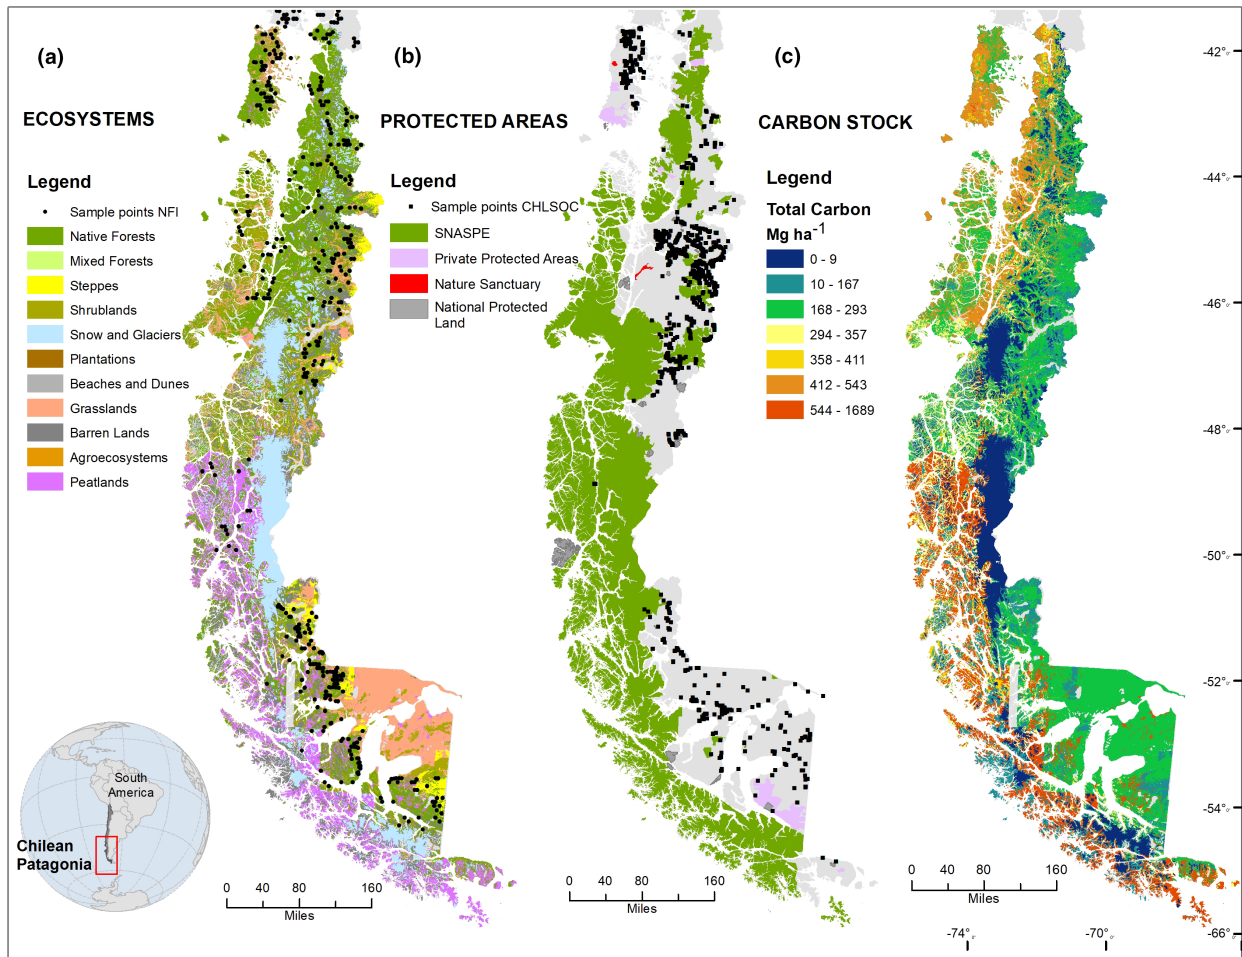 (a)
ECOSYSTEMS
Legend
Sample points NFI
Native Forests
Mixed Forests
Steppes
Shrublands
Snow and Glaciers
Plantations
Beaches and Dunes
Grasslands
Barren Lands
Agroecosystems
Peatlands
South
America
Chilean
Patagonia
0 40 80 160
Miles
(b)
PROTECTED AREAS
Legend
Sample points CHLSOC
SNASPE
Private Protected Areas
Nature Sanctuary
National Protected
Land
0 40 80 160
Miles
(c)
CARBON STOCK
Legend
Total Carbon
Mg ha-1
0 - 9
10 - 167
168 - 293
294 - 357
358 - 411
412 - 543
544 - 1689
0 40 80 160
Miles
-42°
-44°
-46°
-48°
-50°
-52°
-54°
-66°
-74°
-70°